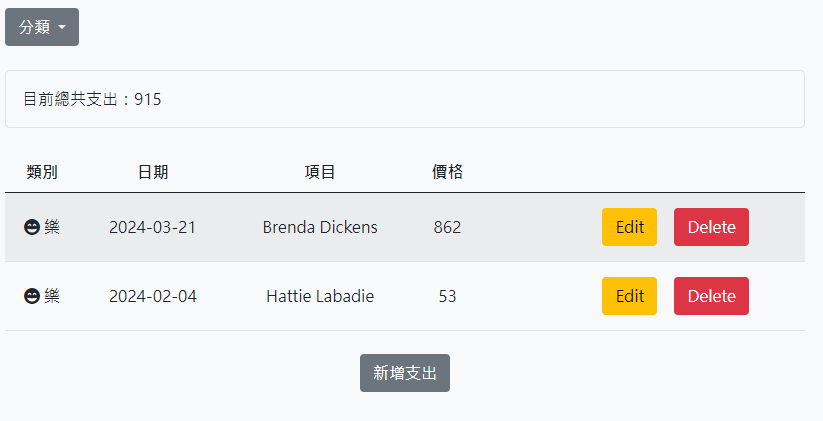 分類
目前總共支出：915
類別 日期 項目 價格
樂 2024-03-21 Brenda Dickens 862 Edit Delete
樂 2024-02-04 Hattie Labadie 53 Edit Delete
新增支出